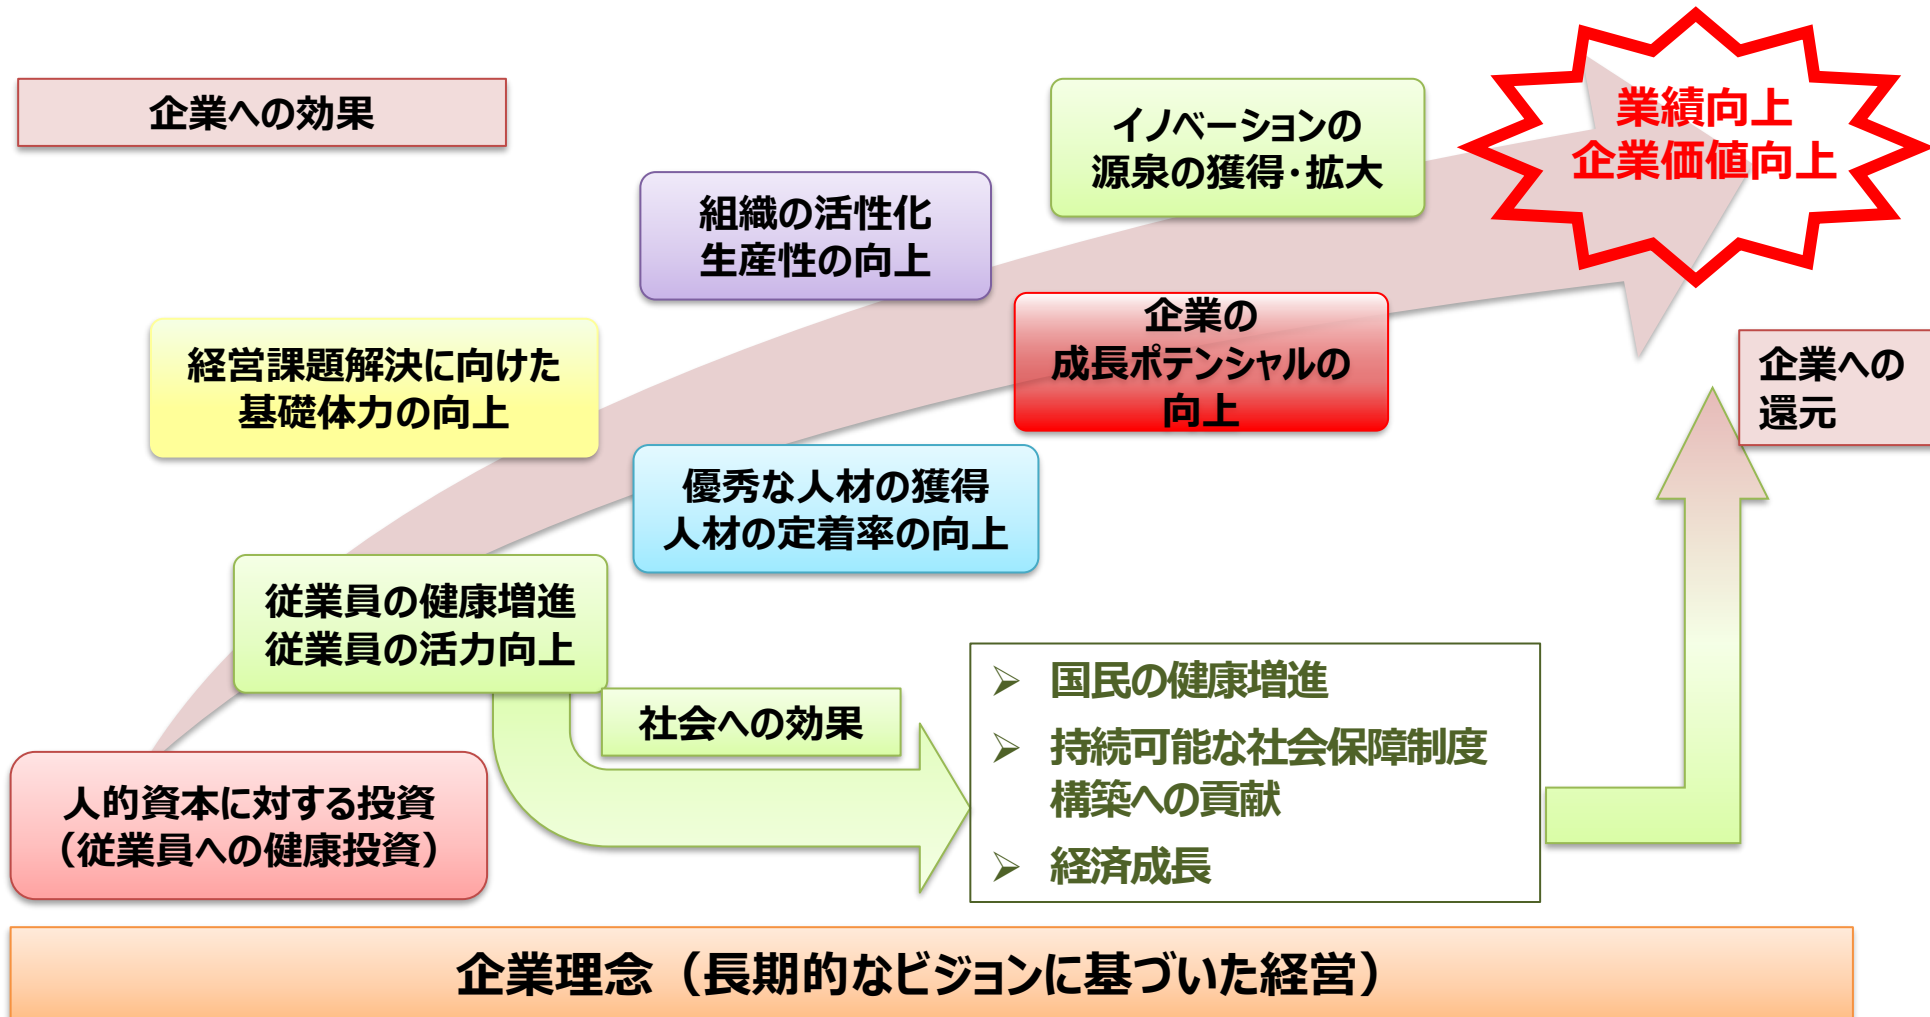 企業への効果
業績向上
企業価値向上
イノベーションの
源泉の獲得・拡大
組織の活性化
生産性の向上
企業の
成長ポテンシャルの
向上
経営課題解決に向けた
基礎体力の向上
企業への
還元
優秀な人材の獲得
人材の定着率の向上
従業員の健康増進
従業員の活力向上
社会への効果
➢ 国民の健康増進
➢ 持続可能な社会保障制度
構築への貢献
➢ 経済成長
人的資本に対する投資
（従業員への健康投資）
企業理念（長期的なビジョンに基づいた経営）